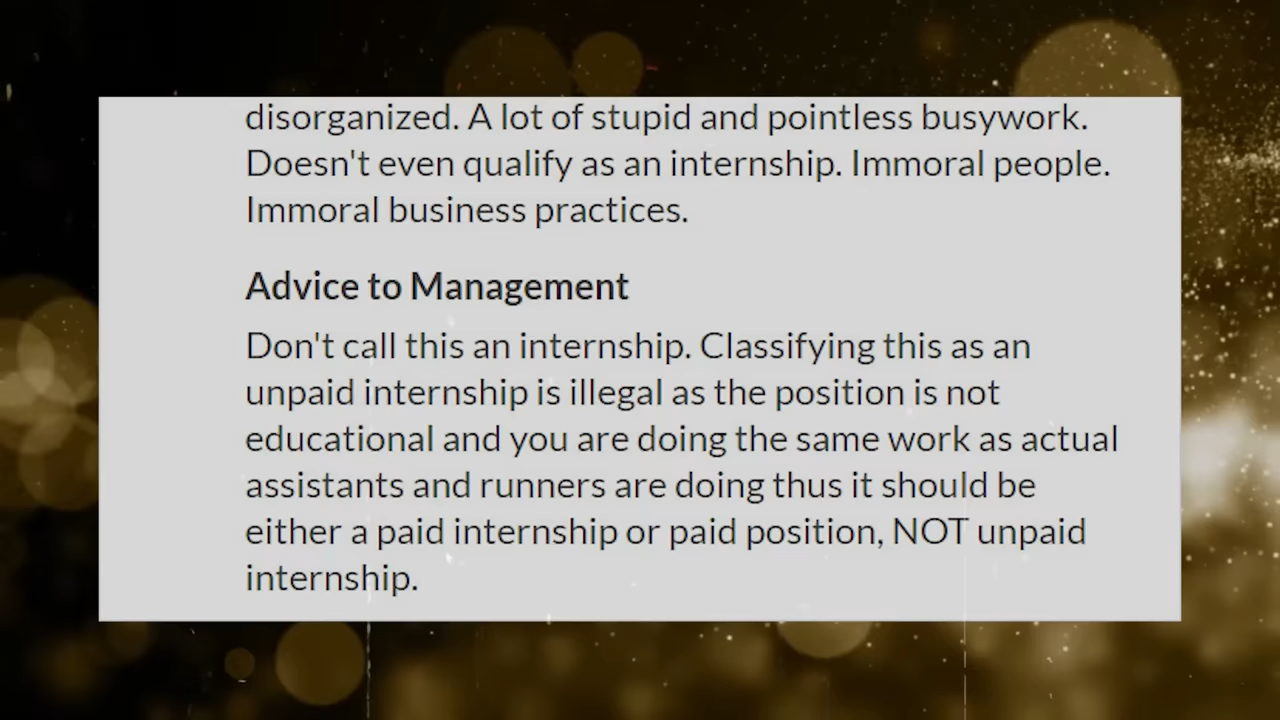 disorganized. A lot of stupid and pointless busywork.
Doesn't even qualify as an internship. Immoral people.
Immoral business practices.
Advice to Management
Don't call this an internship. Classifying this as an
unpaid internship is illegal as the position is not
educational and you are doing the same work as actual
assistants and runners are doing thus it should be
either a paid internship or paid position, NOT unpaid
internship.